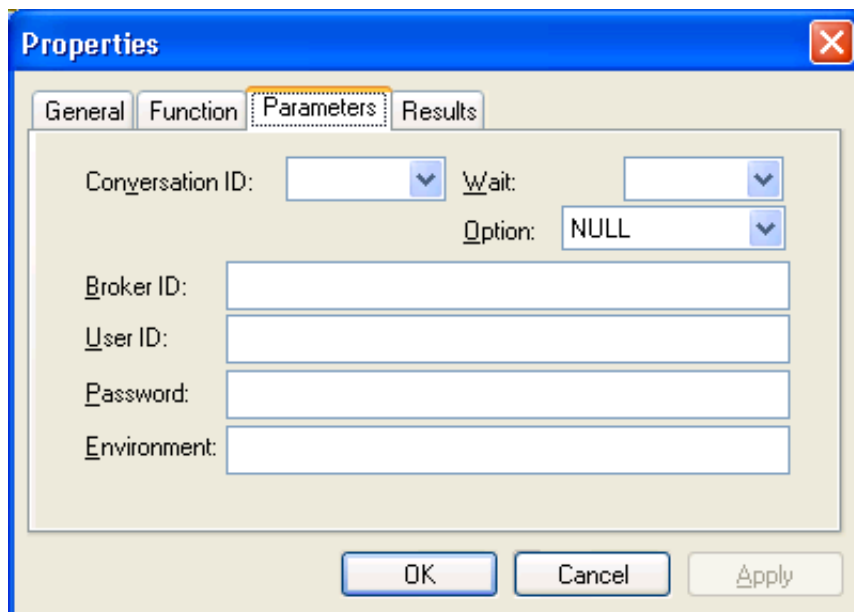 Properties
General Function Parameters Results
Conversation ID: Wait:
Option: NULL
Broker ID:
User ID:
Password:
Environment:
OK Cancel Apply